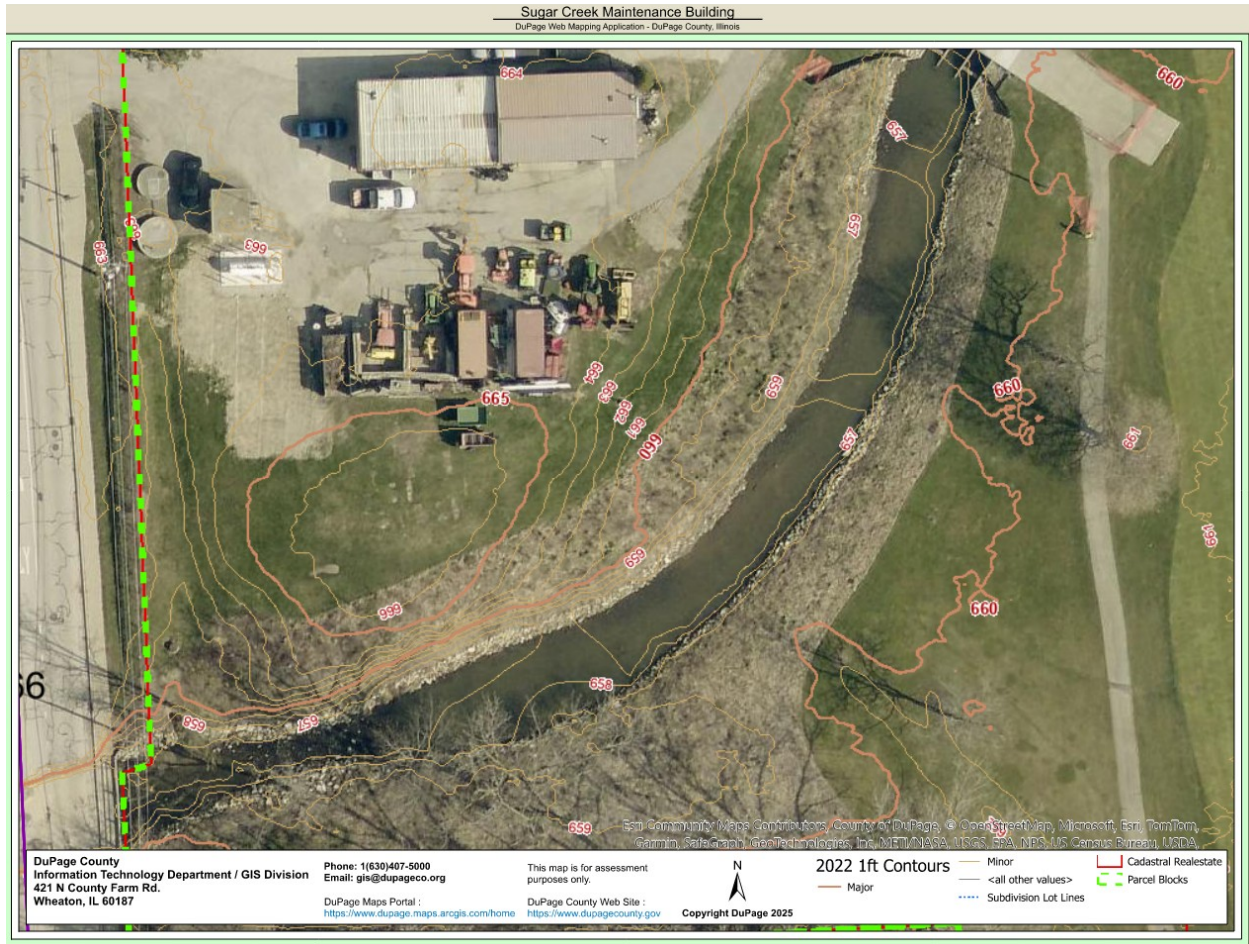 Sugar Creek Maintenance Building
DuPage Web Mapping Application - DuPage County, Illinois
664
660
657
663
663
657
664
663
662
661
659
660
665
660
657
661
661
659
666
660
658
658
657
659
66
Esri Community Maps Contributors, County of DuPage, © OpenStreetMap, Microsoft, Esri, TomTom,
Garmin, SafeGraph, GeoTechnologies, Inc, METI/NASA, USGS, EPA, NPS, US Census Bureau, USDA,
DuPage County
Information Technology Department / GIS Division
421 N County Farm Rd.
Wheaton, IL 60187
Phone: 1(630)407-5000
Email: gis@dupageco.org
DuPage Maps Portal :
https://www.dupage.maps.arcgis.com/home
This map is for assessment
purposes only.
DuPage County Web Site :
https://www.dupagecounty.gov
N
Copyright DuPage 2025
2022 1ft Contours
Major
Minor
<all other values>
Subdivision Lot Lines
Cadastral Realestate
Parcel Blocks